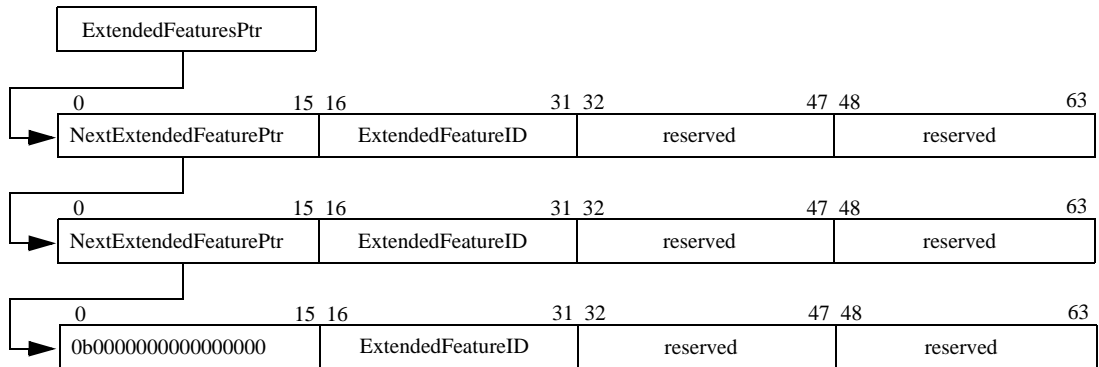 ExtendedFeaturesPtr
0 15 16 31 32 47 48 63
NextExtendedFeaturePtr ExtendedFeatureID reserved reserved
0 15 16 31 32 47 48 63
NextExtendedFeaturePtr ExtendedFeatureID reserved reserved
0 15 16 31 32 47 48 63
0b0000000000000000 ExtendedFeatureID reserved reserved